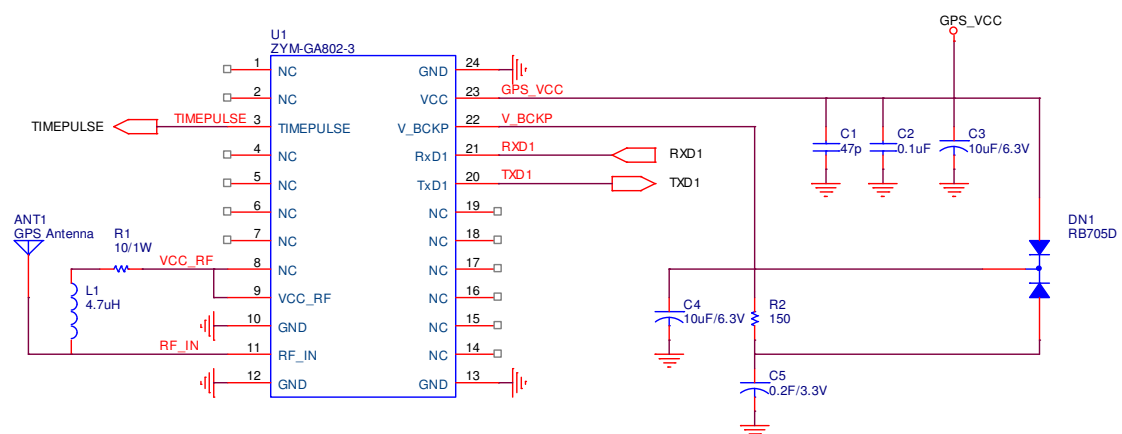 GPS_VCC
U1
ZYM-GA802-3
1 NC GND 24
2 NC VCC 23 GPS_VCC
TIMEPULSE TIMEPULSE 3 TIMEPULSE V_BCKP 22 V_BCKP
4 NC RxD1 21 RXD1 RXD1
5 NC TxD1 20 TXD1 TXD1
6 NC NC 19
7 NC NC 18
8 NC NC 17
9 VCC_RF NC 16
10 GND NC 15
11 RF_IN NC 14
12 GND GND 13
C1
47p
C2
0.1uF
C3
10uF/6.3V
ANT1
GPS Antenna
R1
10/1W
VCC_RF
L1
4.7uH
RF_IN
DN1
RB705D
C4
10uF/6.3V
R2
150
C5
0.2F/3.3V